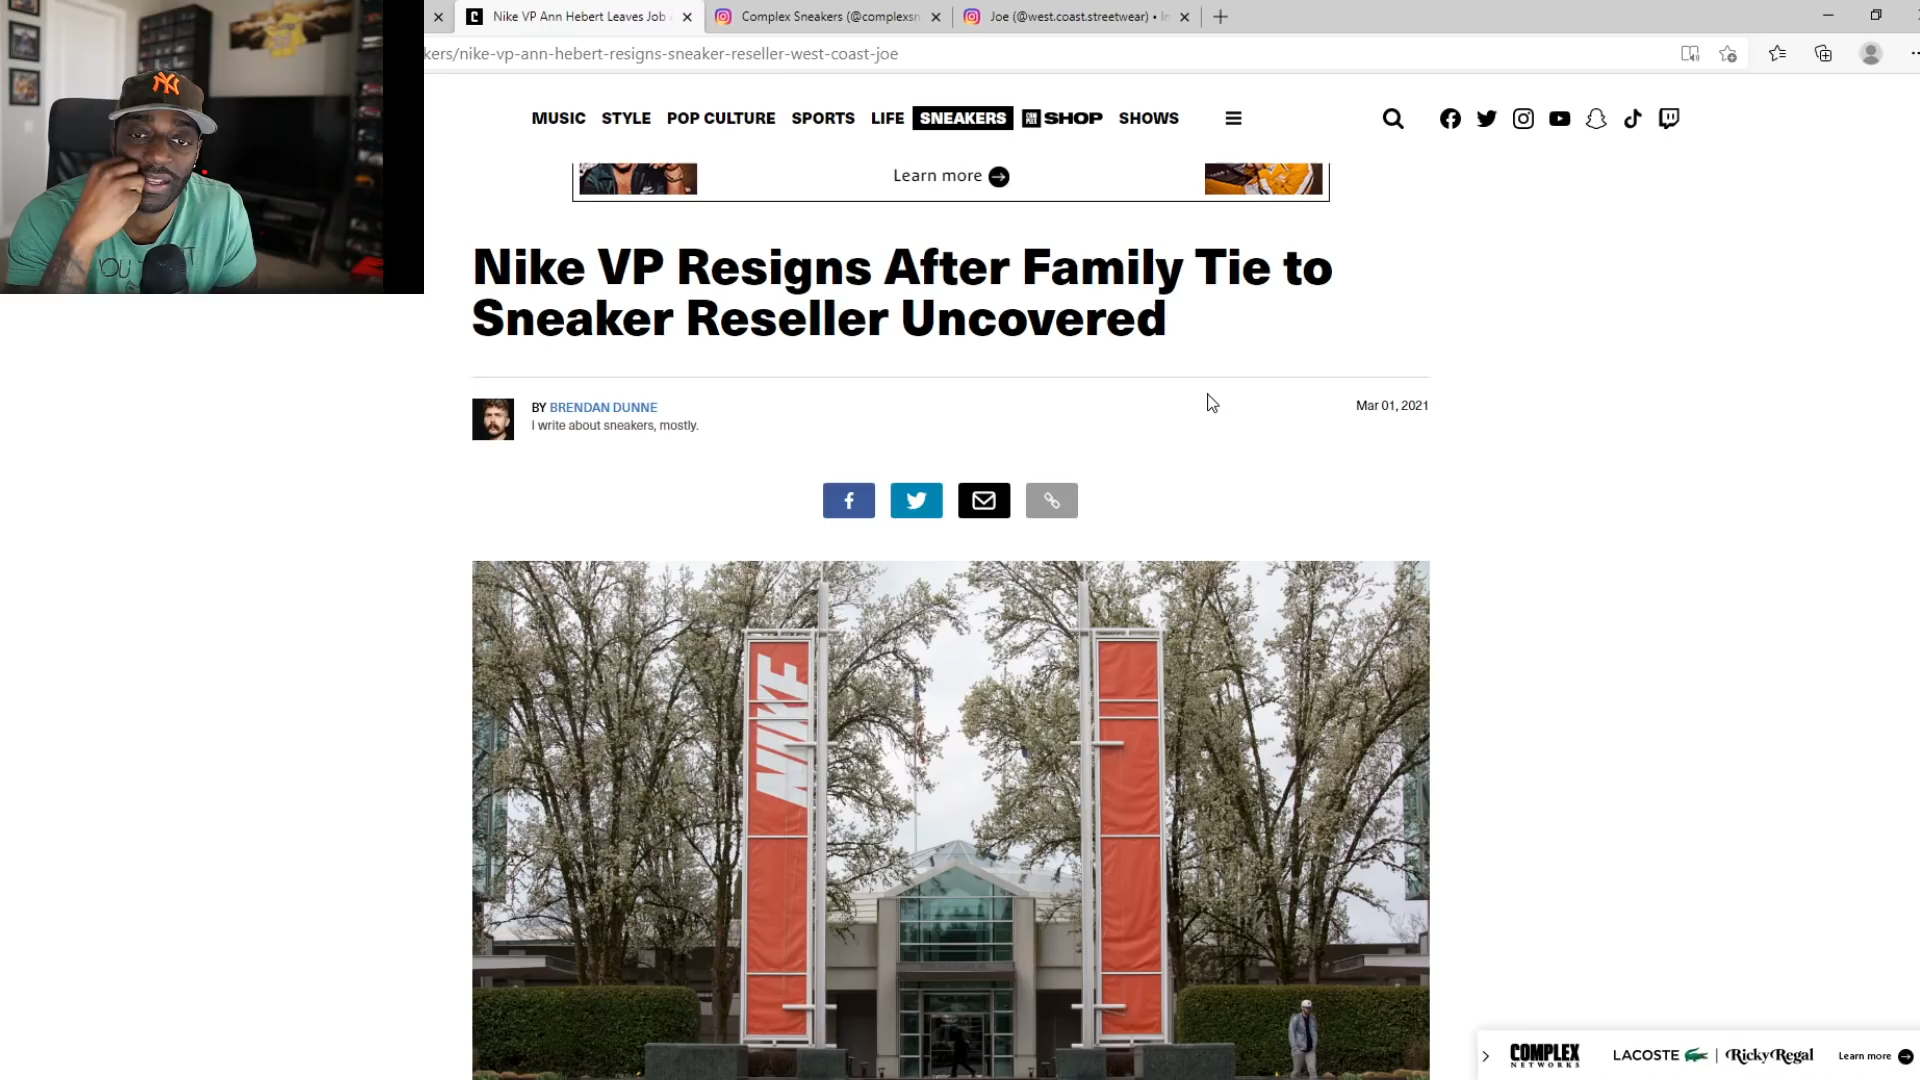 Nike VP Ann Hebert Leaves Job
Complex Sneakers (@complexsn
Joe (@west.coast.streetwear) • In
kers/nike-vp-ann-hebert-resigns-sneaker-reseller-west-coast-joe
MUSIC STYLE POP CULTURE SPORTS LIFE SNEAKERS SHOP SHOWS
Learn more
Nike VP Resigns After Family Tie to
Sneaker Reseller Uncovered
BY BRENDAN DUNNE
I write about sneakers, mostly.
Mar 01, 2021
NIKE
COMPLEX
NETWORKS
LACOSTE | RickyRegal
Learn more